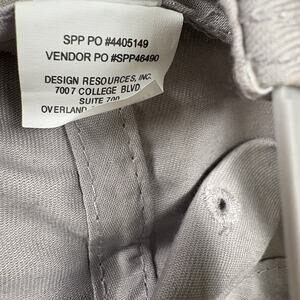 SPP PO #4405149
VENDOR PO #SPP46490
DESIGN RESOURCES, INC.
7007 COLLEGE BLVD
SUITE 700
OVERLAND